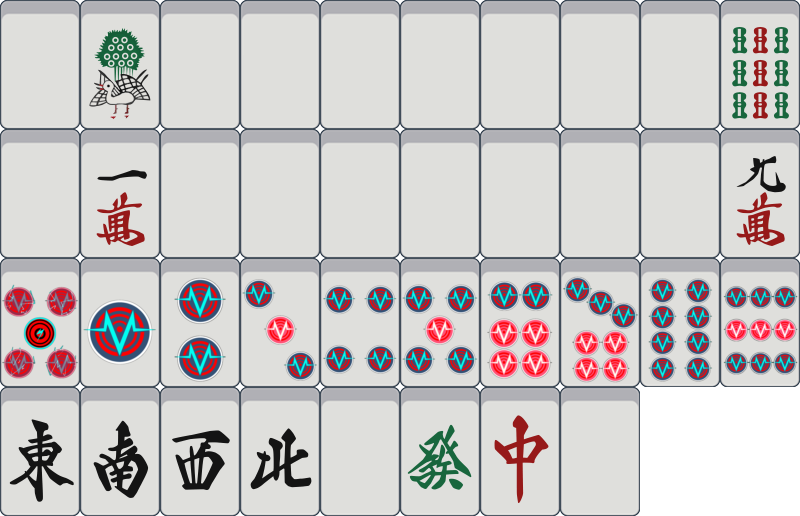 一萬 九萬
東 南 西 北 發 中